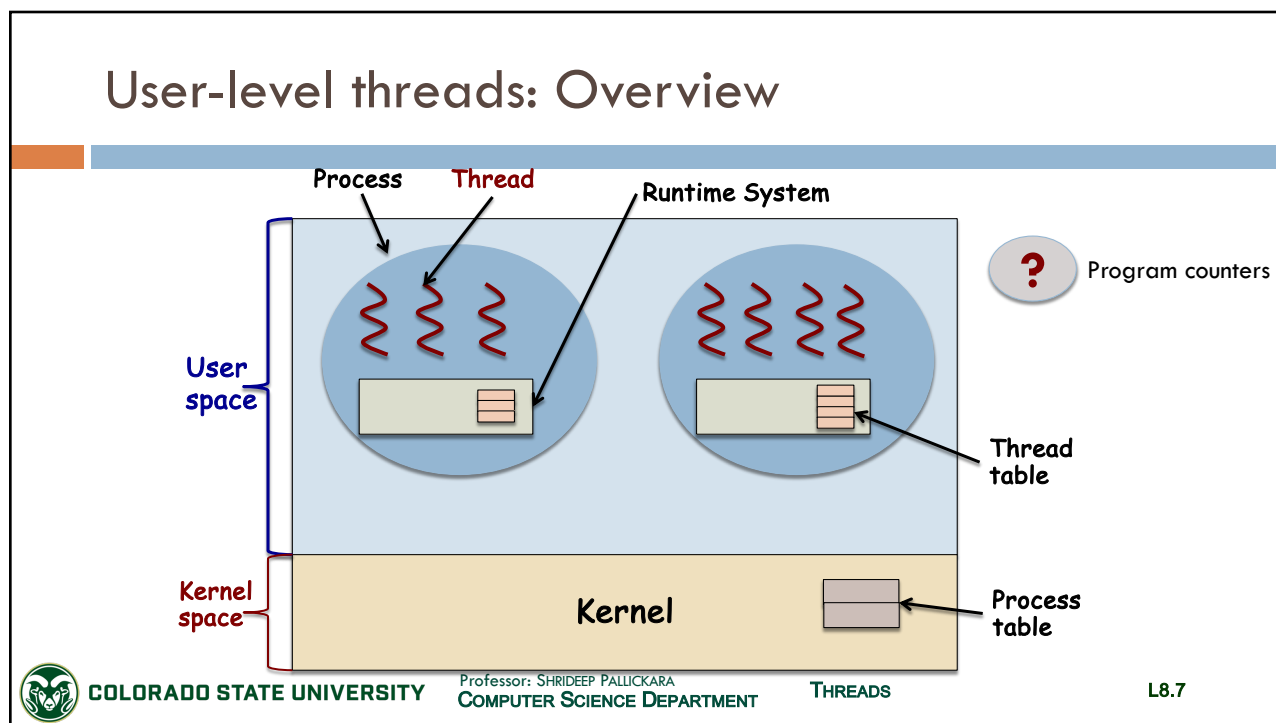 User-level threads: Overview
Process
Thread
Runtime System
?
Program counters
User
space
Thread
table
Kernel
space
Kernel
Process
table
COLORADO STATE UNIVERSITY
Professor: SHRIDEEP PALLICKARA
COMPUTER SCIENCE DEPARTMENT
THREADS
L8.7